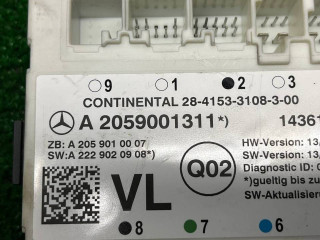 9 1 2 3
CONTINENTAL 28-4153-3108-3-00
A 2059001311*) 14361
ZB: A 205 901 00 07
SW:A 222 902 09 08*)
HW-Version: 13,
SW-Version: 13,
Diagnostic ID: 0
*)gueltig bis zu
SW-Aktualisieru
VL Q02
8 7 6